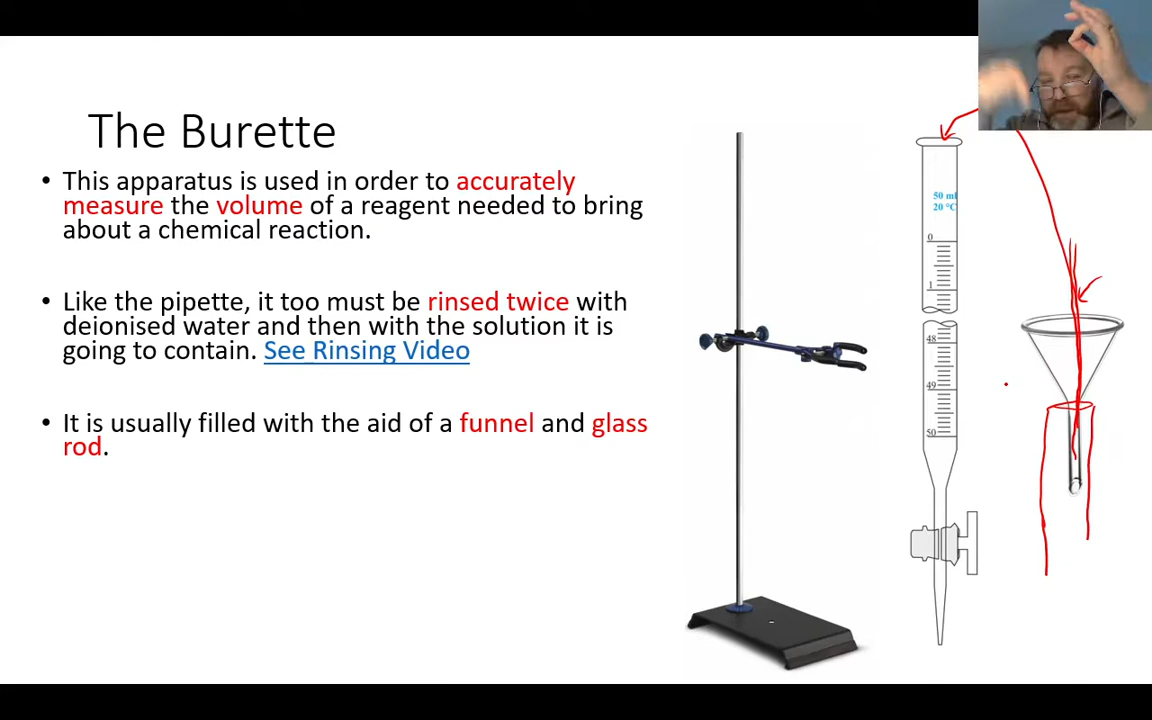 The Burette
• This apparatus is used in order to accurately
measure the volume of a reagent needed to bring
about a chemical reaction.
• Like the pipette, it too must be rinsed twice with
deionised water and then with the solution it is
going to contain. See Rinsing Video
• It is usually filled with the aid of a funnel and glass
rod.
50 ml
20 °C
0
1
48
49
50